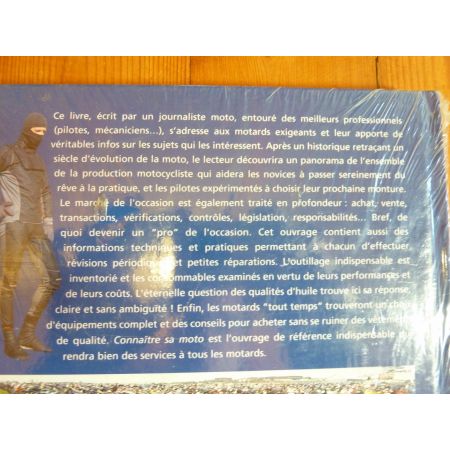 Ce livre, écrit par un journaliste moto, entouré des meilleurs professionnels
(pilotes, mécaniciens...), s'adresse aux motards exigeants et leur apporte de
véritables infos sur les sujets qui les intéressent. Après un historique retraçant un
siècle d'évolution de la moto, le lecteur découvrira un panorama de l'ensemble
de la production motocycliste qui aidera les novices à passer sereinement du
rêve à la pratique, et les pilotes expérimentés à choisir leur prochaine monture.
Le marché de l'occasion est également traité en profondeur : achat, vente,
transactions, vérifications, contrôles, législation, responsabilités... Bref, de
quoi devenir un "pro" de l'occasion. Cet ouvrage contient aussi des
informations techniques et pratiques permettant à chacun d'effectuer
révisions périodiques et petites réparations. L'outillage indispensable est
inventorié et les consommables examinés en vertu de leurs performances et
de leurs coûts. L'éternelle question des qualités d'huile trouve ici sa réponse,
claire et sans ambiguïté ! Enfin, les motards "tout temps" trouveront un choix
d'équipements complet et des conseils pour acheter sans se ruiner des vêtements
de qualité. Connaître sa moto est l'ouvrage de référence indispensable qui
rendra bien des services à tous les motards.